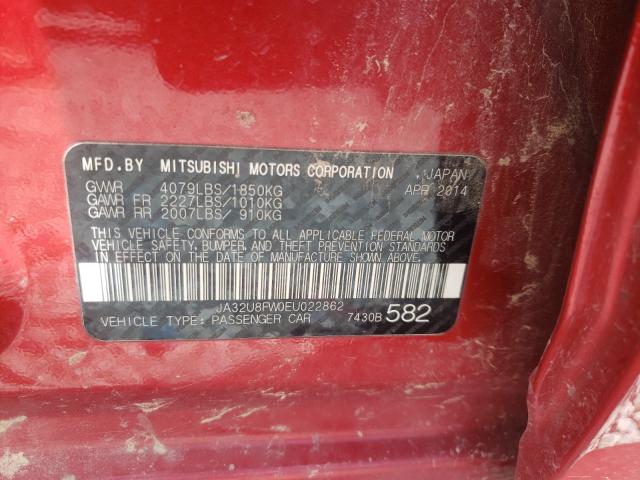 MFD.BY MITSUBISHI MOTORS CORPORATION , JAPAN
GVWR 4079LBS/1850KG APR 2014
GAWR FR 2227LBS/1010KG
GAWR RR 2007LBS/ 910KG
THIS VEHICLE CONFORMS TO ALL APPLICABLE FEDERAL MOTOR
VEHICLE SAFETY, BUMPER, AND THEFT PREVENTION STANDARDS
IN EFFECT ON THE DATE OF MANUFACTURE SHOWN ABOVE.
JA32U8FW0EU022862
VEHICLE TYPE: PASSENGER CAR 7430B 582